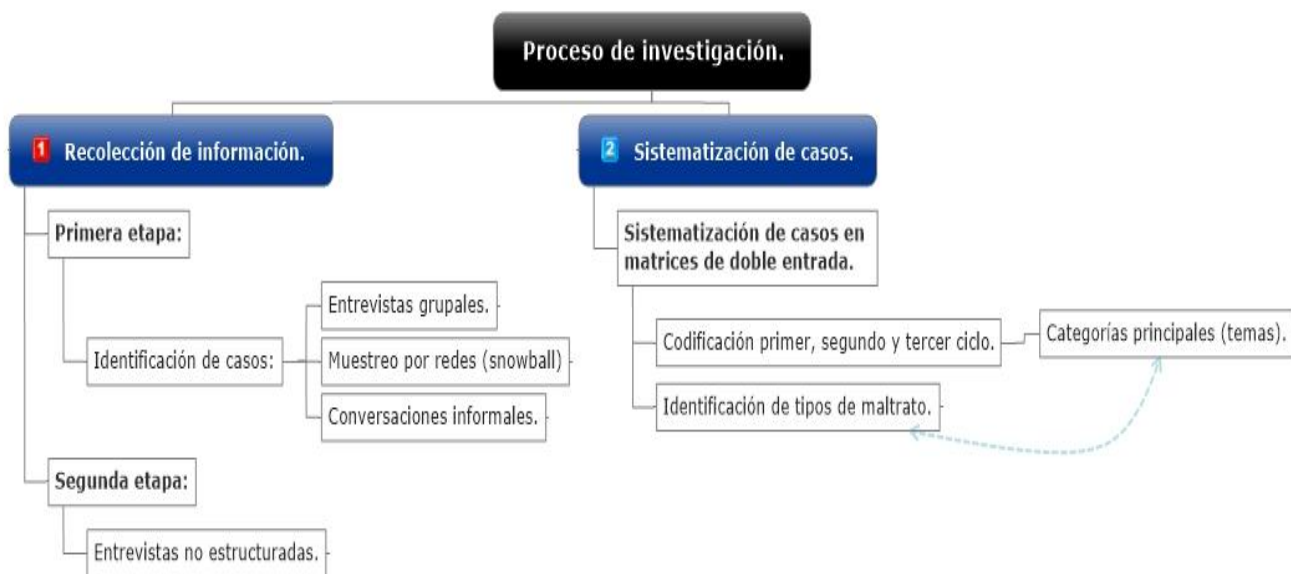 Proceso de investigación.
1 Recolección de información.
Primera etapa:
Identificación de casos:
Entrevistas grupales.
Muestreo por redes (snowball)
Conversaciones informales.
Segunda etapa:
Entrevistas no estructuradas.
2 Sistematización de casos.
Sistematización de casos en
matrices de doble entrada.
Codificación primer, segundo y tercer ciclo.
Categorías principales (temas).
Identificación de tipos de maltrato.